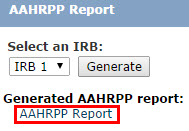 AAHRPP Report
Select an IRB:
IRB 1 Generate
Generated AAHRPP report:
AAHRPP Report